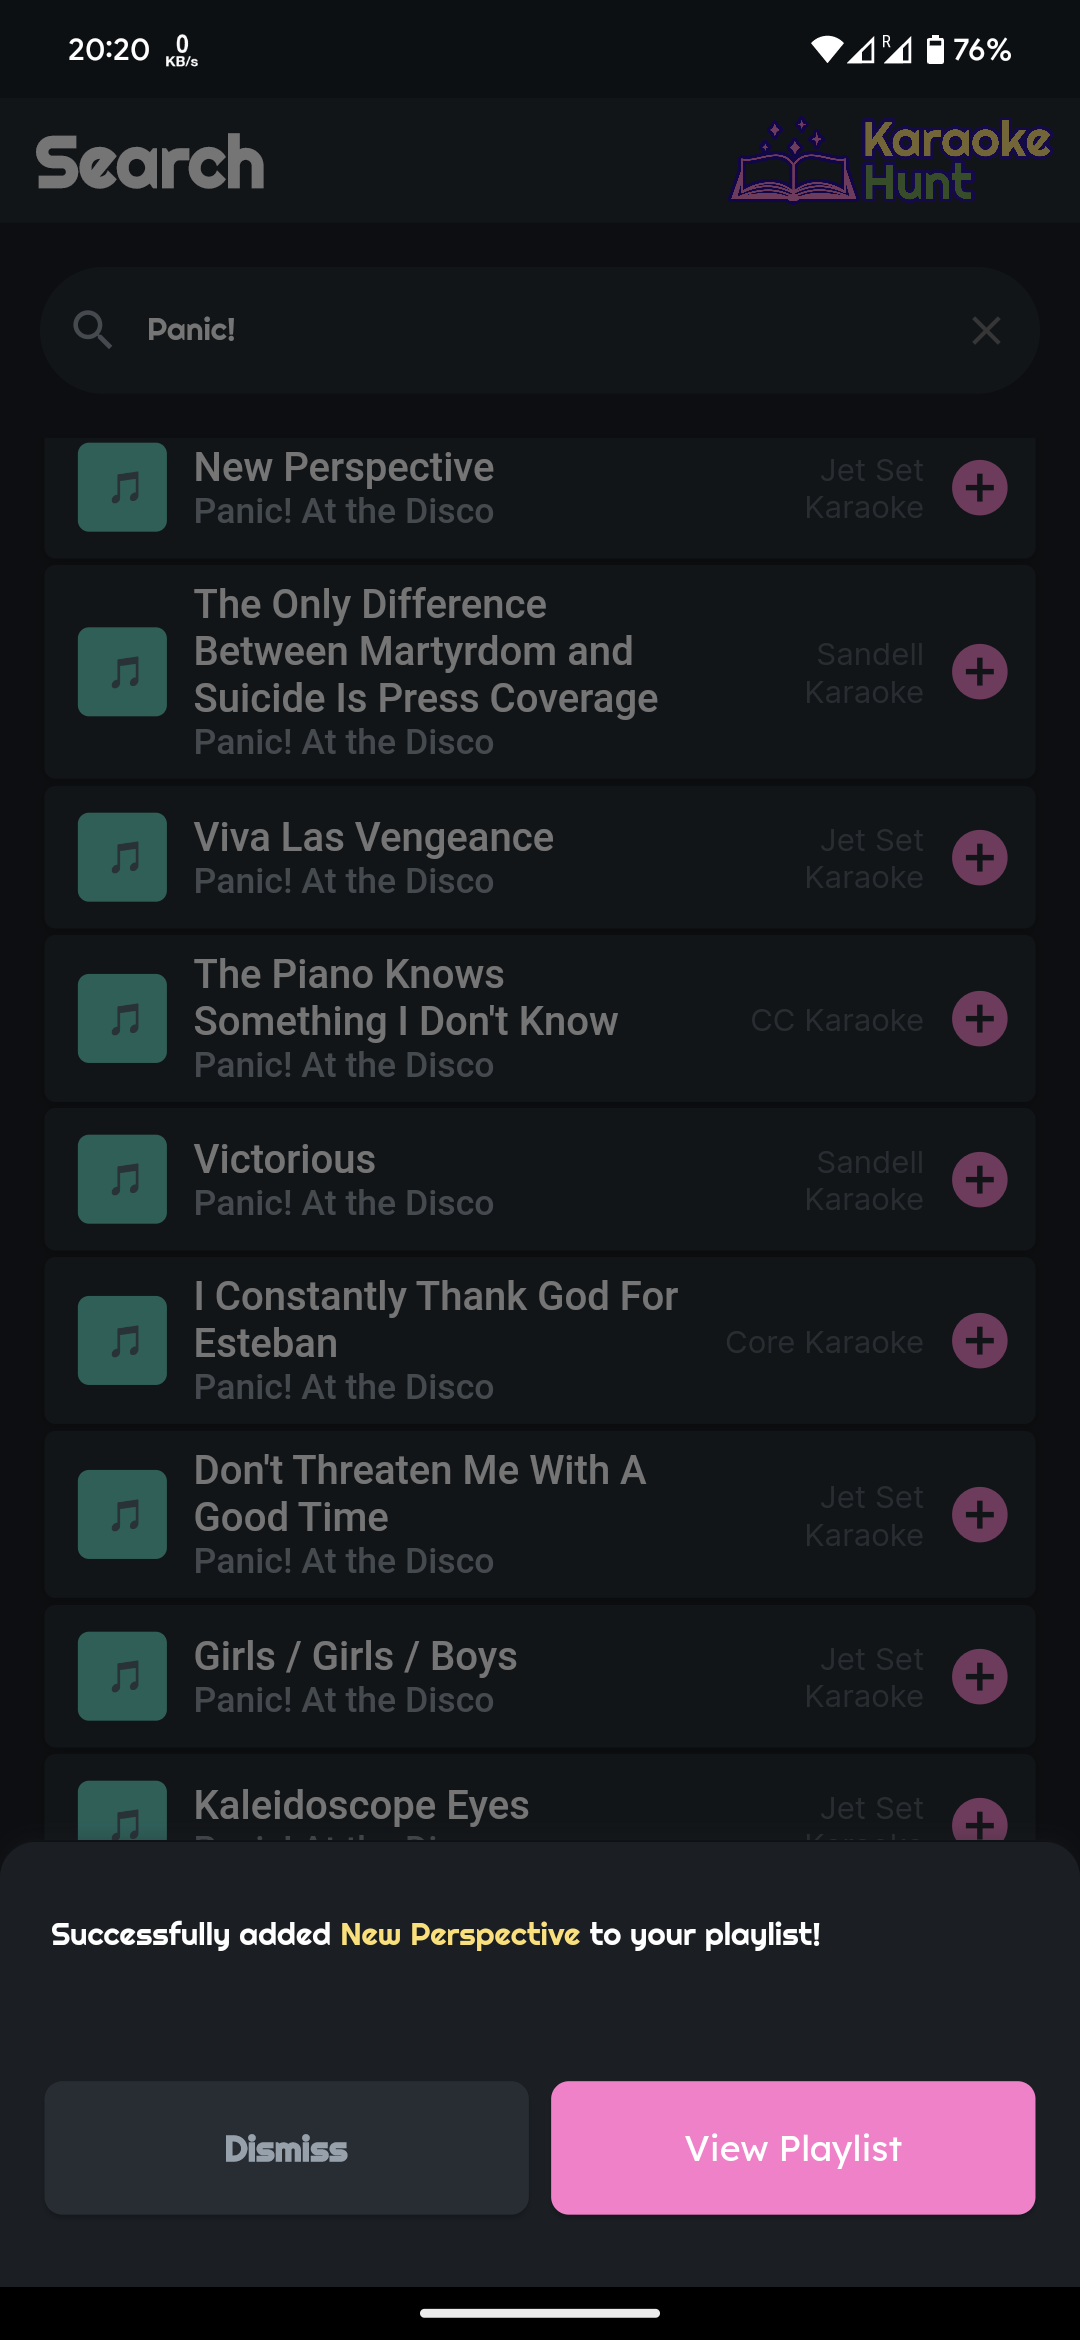 20:20
0
KB/s
R
76%
Search
Karaoke
Hunt
Panic!
New Perspective
Panic! At the Disco
Jet Set
Karaoke
The Only Difference
Between Martyrdom and
Suicide Is Press Coverage
Panic! At the Disco
Sandell
Karaoke
Viva Las Vengeance
Panic! At the Disco
Jet Set
Karaoke
The Piano Knows
Something I Don't Know
Panic! At the Disco
CC Karaoke
Victorious
Panic! At the Disco
Sandell
Karaoke
I Constantly Thank God For
Esteban
Panic! At the Disco
Core Karaoke
Don't Threaten Me With A
Good Time
Panic! At the Disco
Jet Set
Karaoke
Girls / Girls / Boys
Panic! At the Disco
Jet Set
Karaoke
Kaleidoscope Eyes
Jet Set
Successfully added New Perspective to your playlist!
Dismiss
View Playlist